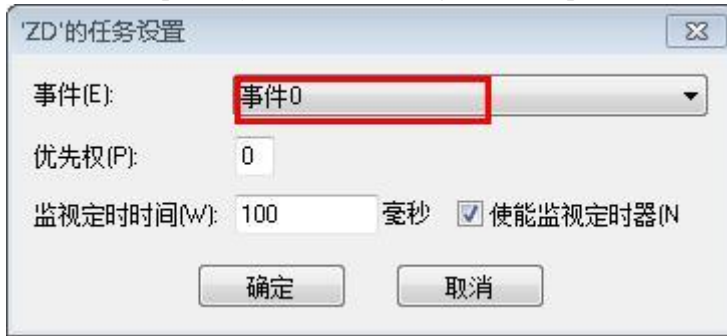 'ZD'的任务设置
事件(E): 事件0
优先权(P): 0
监视定时时间(W): 100 毫秒 使能监视定时器(N
确定 取消